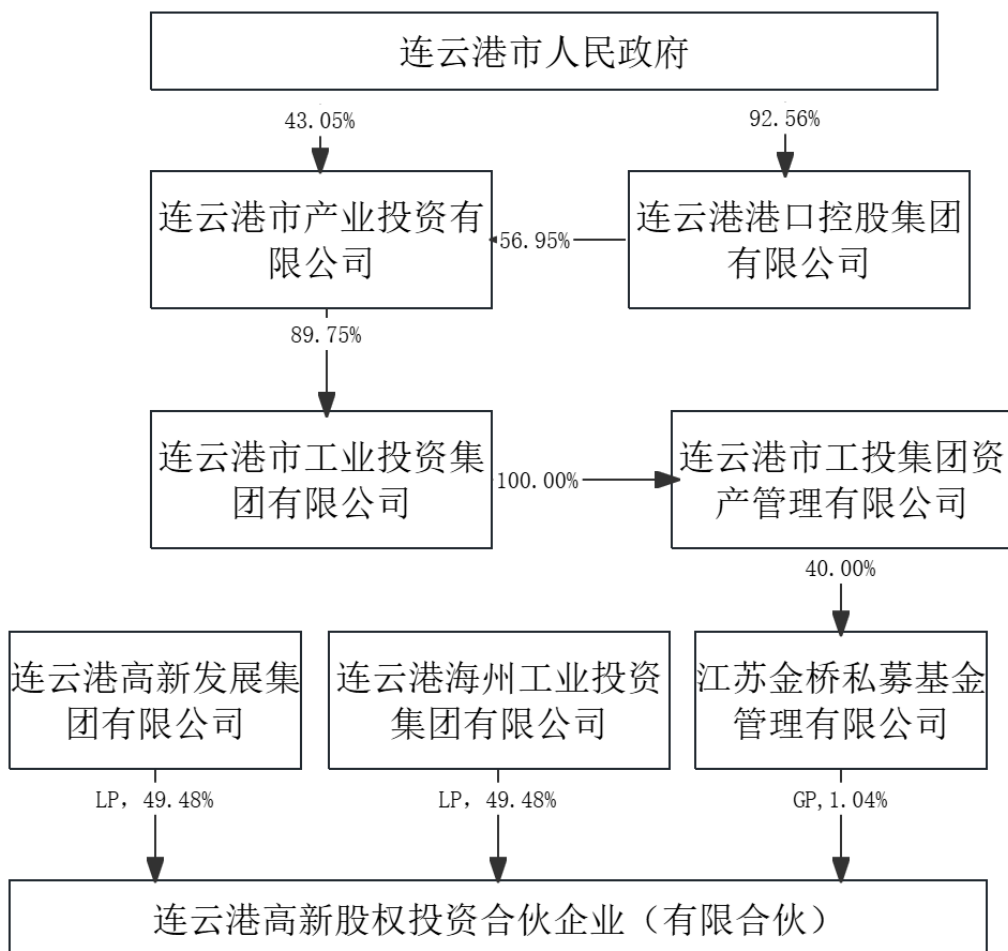 连云港市人民政府
43.05%
92.56%
连云港市产业投资有
限公司
56.95%
连云港港口控股集团
有限公司
89.75%
连云港市工业投资集
团有限公司
100.00%
连云港市工投集团资
产管理有限公司
40.00%
连云港高新发展集
团有限公司
连云港海州工业投资
集团有限公司
江苏金桥私募基金
管理有限公司
LP，49.48%
LP，49.48%
GP,1.04%
连云港高新股权投资合伙企业（有限合伙）